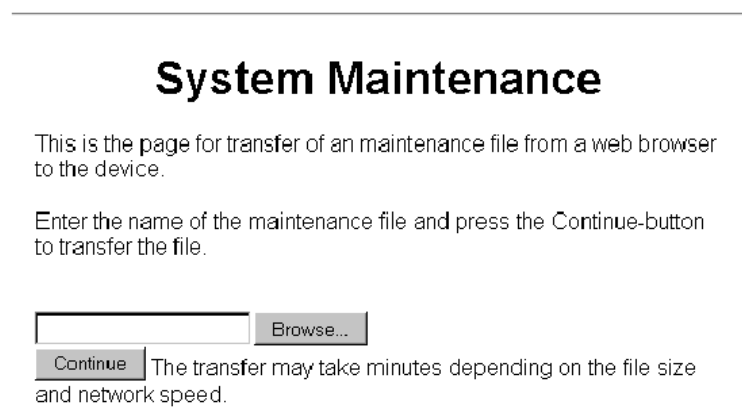 System Maintenance
This is the page for transfer of an maintenance file from a web browser
to the device.
Enter the name of the maintenance file and press the Continue-button
to transfer the file.
Browse...
Continue The transfer may take minutes depending on the file size
and network speed.